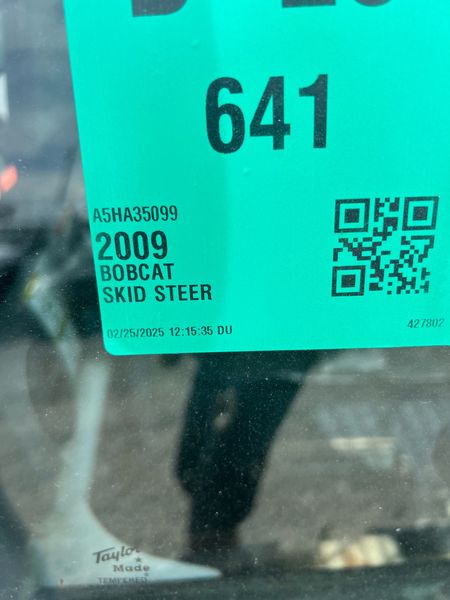 641
A5HA35099
2009
BOBCAT
SKID STEER
02/25/2025 12:15:35 DU
427802
Taylor
Made
TEMPERED